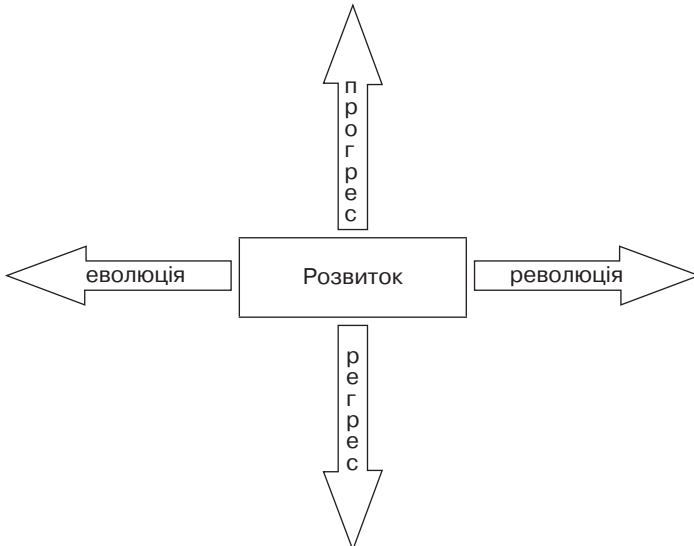 прогрес
еволюція
Розвиток
революція
регрес